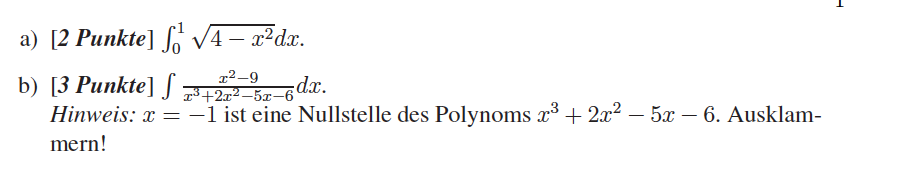 a) [2 Punkte] ∫₀¹ √(4 − x²)dx.
b) [3 Punkte] ∫ (x²−9)/(x³+2x²−5x−6) dx.
Hinweis: x = −1 ist eine Nullstelle des Polynoms x³ + 2x² − 5x − 6. Ausklam-
mern!